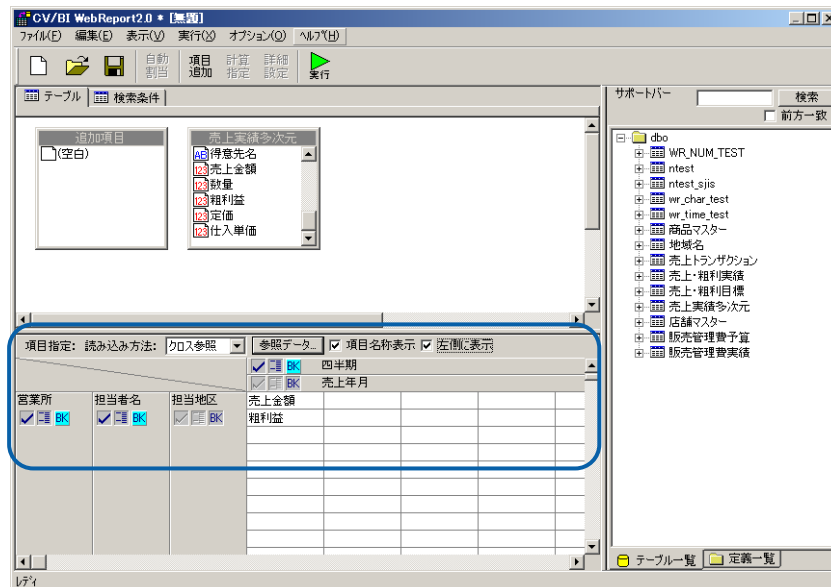 CV/BI WebReport2.0 * [無題]
ファイル(F) 編集(E) 表示(V) 実行(X) オプション(O) ヘルプ(H)
自動割当 項目追加 計算指定 詳細設定 実行
テーブル 検索条件
追加項目
(空白)
売上実績多次元
得意先名
売上金額
数量
粗利益
定価
仕入単価
項目指定: 読み込み方法: クロス参照 参照データ... 項目名称表示 左側に表示
BK 四半期
BK 売上年月
営業所 担当者名 担当地区 売上金額
BK BK BK 粗利益
サポートバー 検索
前方一致
dbo
WR_NUM_TEST
ntest
ntest_sjis
wr_char_test
wr_time_test
商品マスター
地域名
売上トランザクション
売上・粗利実績
売上・粗利目標
売上実績多次元
店舗マスター
販売管理費予算
販売管理費実績
テーブル一覧 定義一覧
レディ